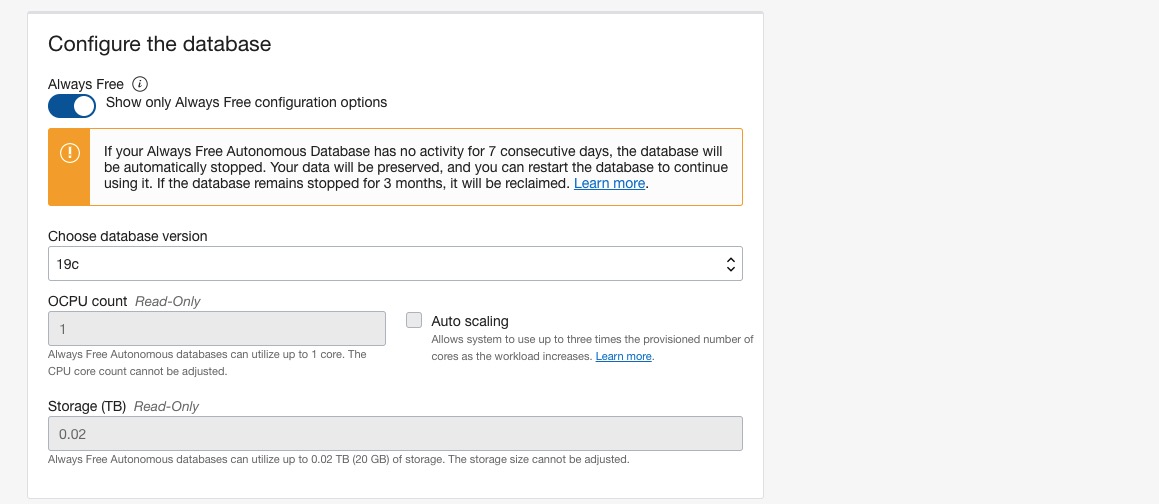 Configure the database
Always Free
Show only Always Free configuration options
If your Always Free Autonomous Database has no activity for 7 consecutive days, the database will
be automatically stopped. Your data will be preserved, and you can restart the database to continue
using it. If the database remains stopped for 3 months, it will be reclaimed. Learn more.
Choose database version
19c
OCPU count Read-Only
1
Always Free Autonomous databases can utilize up to 1 core. The
CPU core count cannot be adjusted.
Auto scaling
Allows system to use up to three times the provisioned number of
cores as the workload increases. Learn more.
Storage (TB) Read-Only
0.02
Always Free Autonomous databases can utilize up to 0.02 TB (20 GB) of storage. The storage size cannot be adjusted.